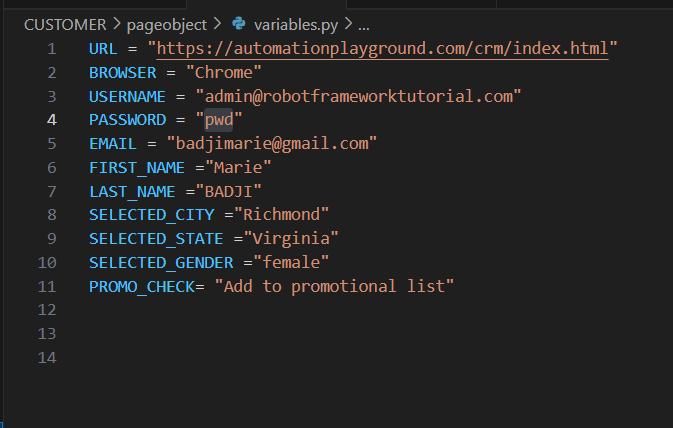 CUSTOMER > pageobject > variables.py > ...
1 URL = "https://automationplayground.com/crm/index.html"
2 BROWSER = "Chrome"
3 USERNAME = "admin@robotframeworktutorial.com"
4 PASSWORD = "pwd"
5 EMAIL = "badjimarie@gmail.com"
6 FIRST_NAME ="Marie"
7 LAST_NAME ="BADJI"
8 SELECTED_CITY ="Richmond"
9 SELECTED_STATE ="Virginia"
10 SELECTED_GENDER ="female"
11 PROMO_CHECK= "Add to promotional list"
12
13
14